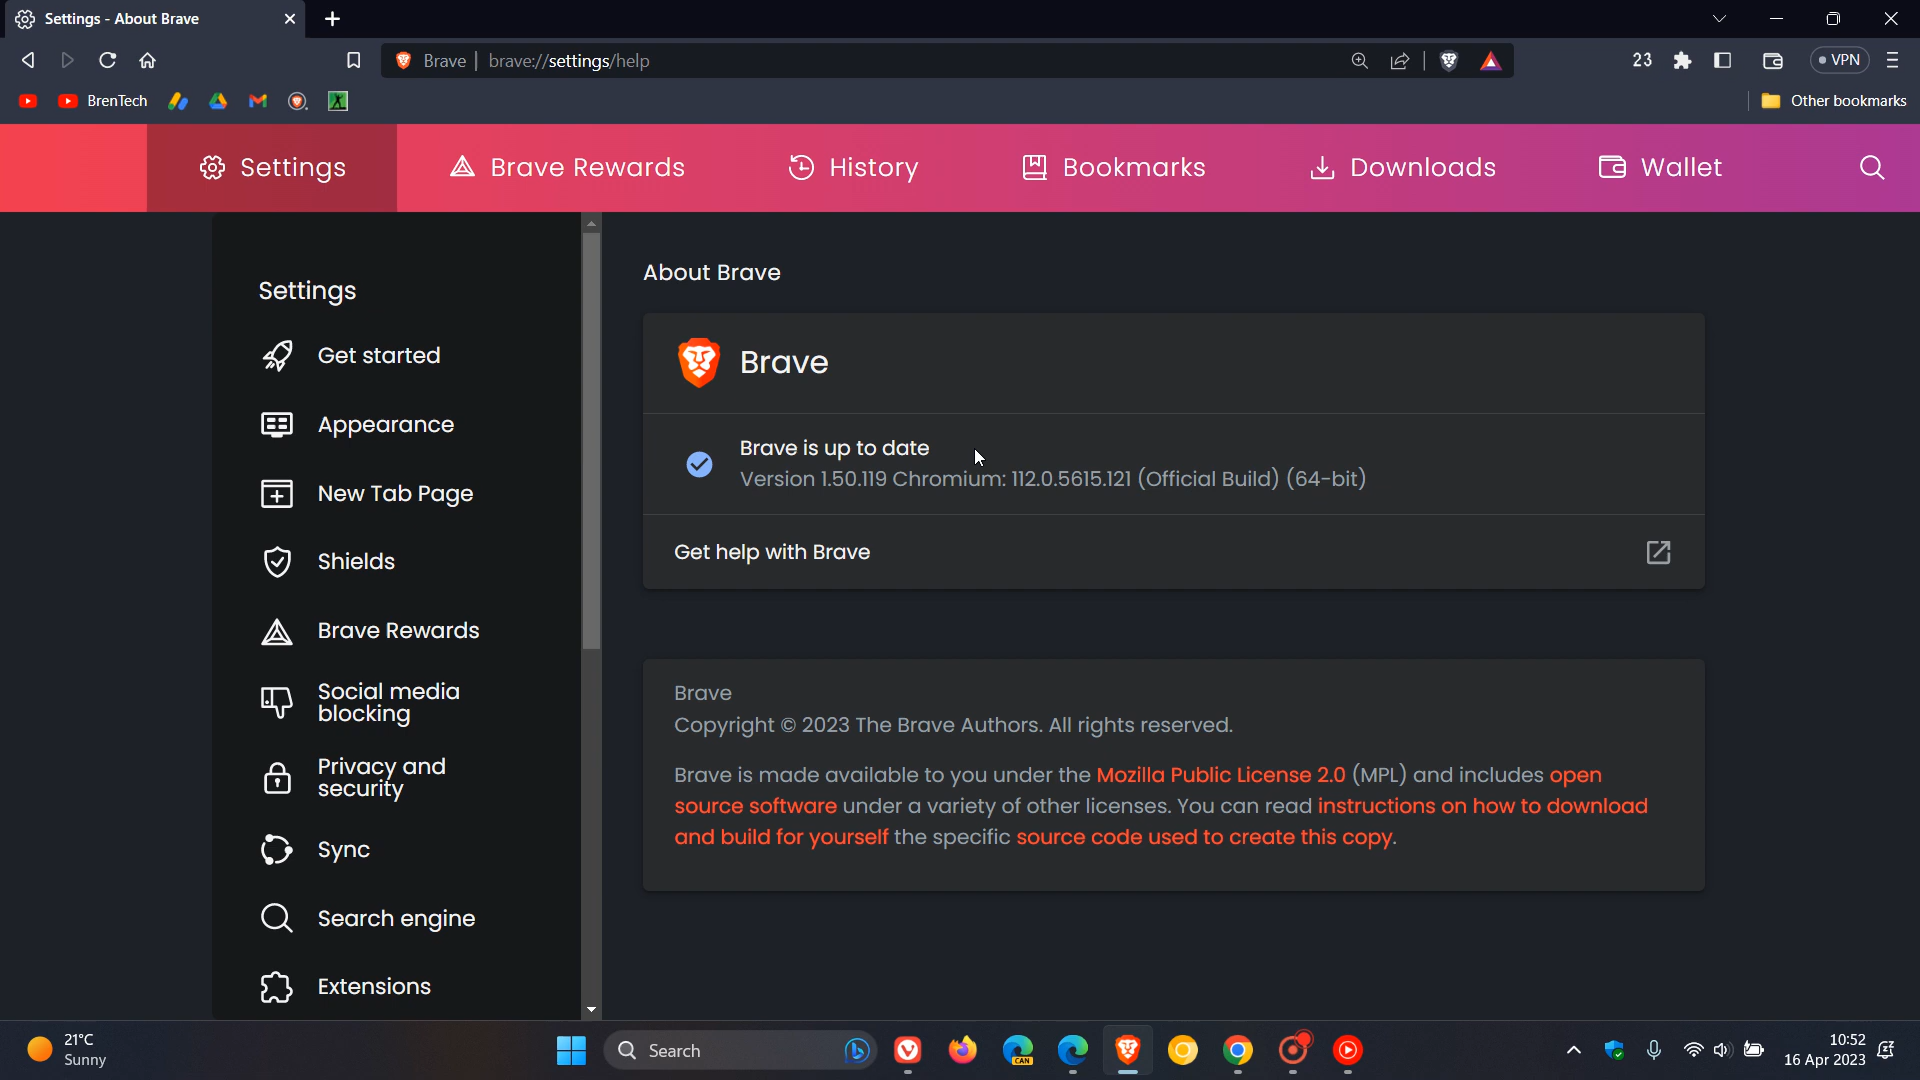 Settings - About Brave
Brave | brave://settings/help
23
VPN
BrenTech
Other bookmarks
Settings
Brave Rewards
History
Bookmarks
Downloads
Wallet
Settings
Get started
Appearance
New Tab Page
Shields
Brave Rewards
Social media
blocking
Privacy and
security
Sync
Search engine
Extensions
About Brave
Brave
Brave is up to date
Version 1.50.119 Chromium: 112.0.5615.121 (Official Build) (64-bit)
Get help with Brave
Brave
Copyright © 2023 The Brave Authors. All rights reserved.
Brave is made available to you under the Mozilla Public License 2.0 (MPL) and includes open
source software under a variety of other licenses. You can read instructions on how to download
and build for yourself the specific source code used to create this copy.
21°C
Sunny
Search
CAN
10:52
16 Apr 2023